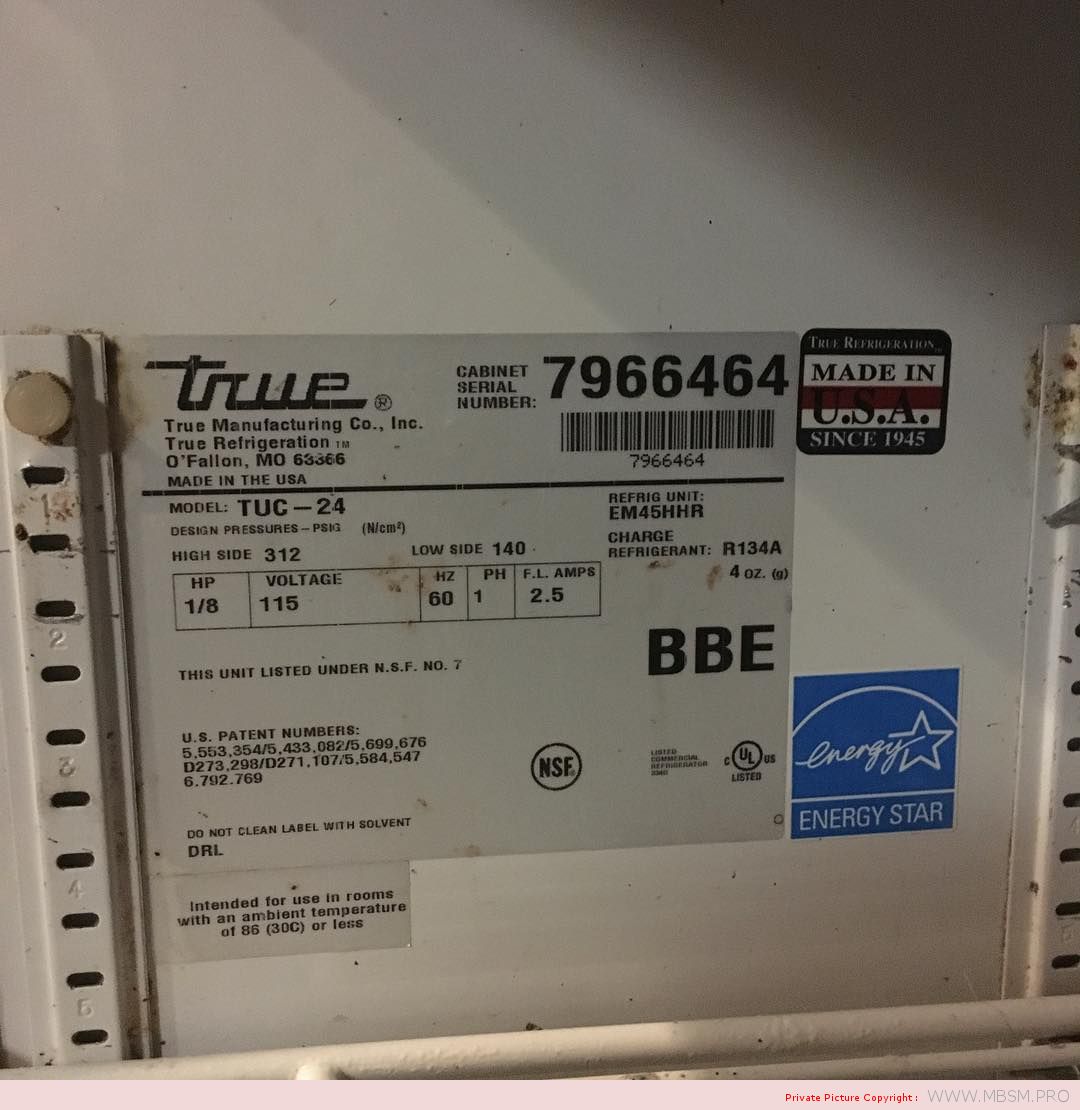 true ®
True Manufacturing Co., Inc.
True Refrigeration TM
O'Fallon, MO 63366
MADE IN THE USA
CABINET
SERIAL
NUMBER:
7966464
7966464
TRUE REFRIGERATION
MADE IN
U.S.A.
SINCE 1945
MODEL: TUC-24
DESIGN PRESSURES-PSIG (N/cm²)
HIGH SIDE 312 LOW SIDE 140
REFRIG UNIT:
EM45HHR
CHARGE
REFRIGERANT: R134A
4 OZ. (g)
HP VOLTAGE HZ PH F.L. AMPS
1/8 115 60 1 2.5
BBE
THIS UNIT LISTED UNDER N.S.F. NO. 7
U.S. PATENT NUMBERS:
5,553,354/5,433,082/5,699,676
D273,298/D271,107/5,584,547
6.792.769
NSF
LISTED
COMMERCIAL
REFRIGERATOR
C UL US
LISTED
energy
ENERGY STAR
DO NOT CLEAN LABEL WITH SOLVENT
DRL
Intended for use in rooms
with an ambient temperature
of 86 (30C) or less
1
2
3
4
5
Private Picture Copyright : WWW.MBSM.PRO